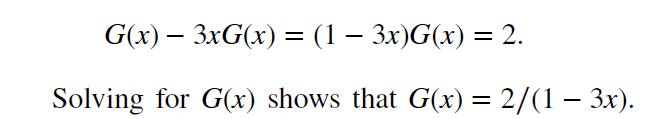 G(x) − 3xG(x) = (1 − 3x)G(x) = 2.
Solving for G(x) shows that G(x) = 2/(1 − 3x).